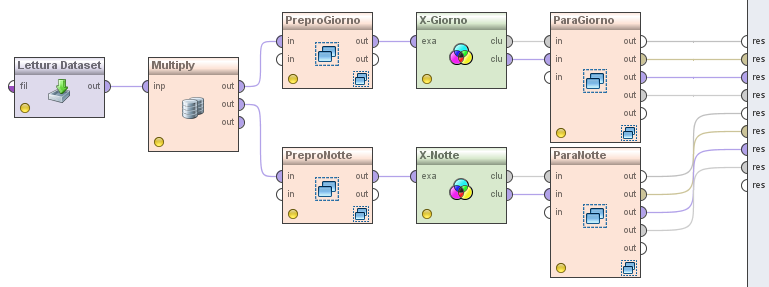 PreproGiorno X-Giorno ParaGiorno
in out exa clu in out res
in out clu in out res
in out res
out res
Lettura Dataset Multiply
fil out inp out
out
out
res
res
PreproNotte X-Notte ParaNotte
in out exa clu in out res
in out clu in out res
in out res
out
out